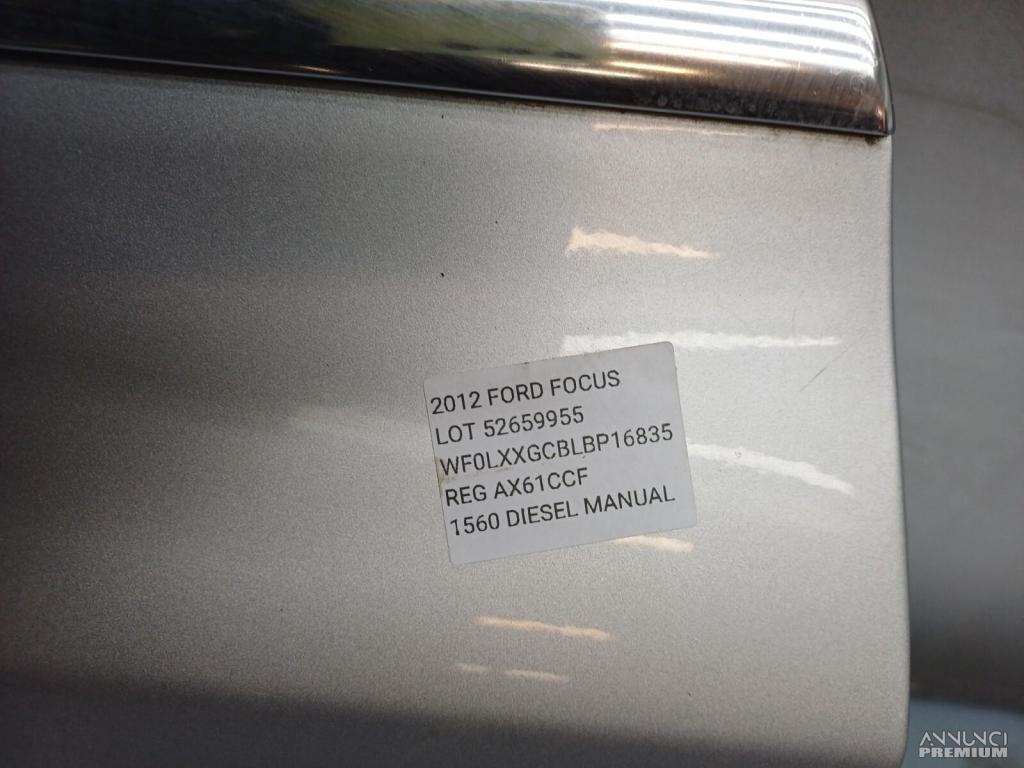 2012 FORD FOCUS
LOT 52659955
WF0LXXGCBLBP16835
REG AX61CCF
1560 DIESEL MANUAL
ANNUNCI
PREMIUM